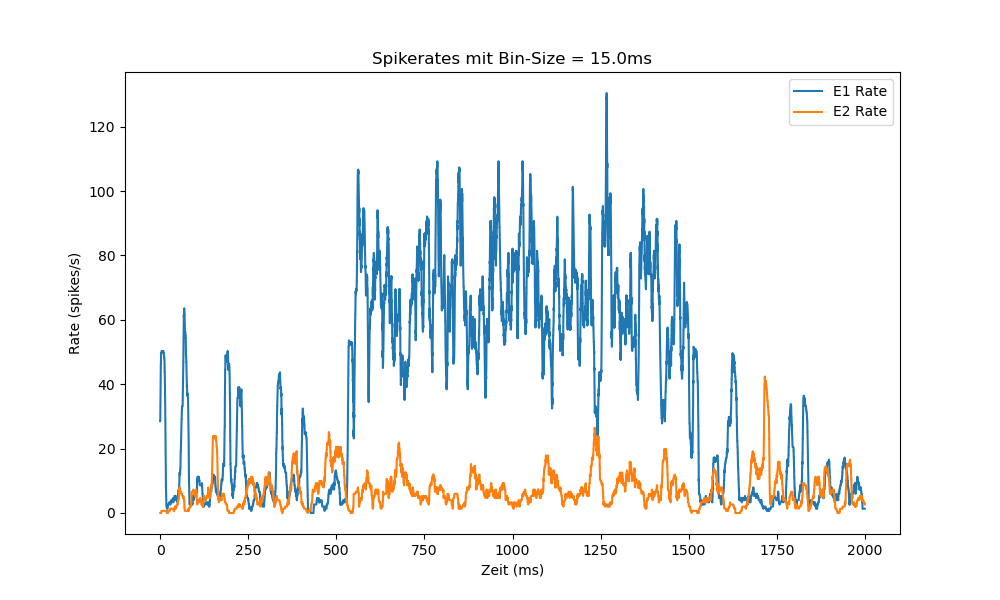 Spikerates mit Bin-Size = 15.0ms
E1 Rate
E2 Rate
120
100
80
60
40
20
0
Rate (spikes/s)
0 250 500 750 1000 1250 1500 1750 2000
Zeit (ms)